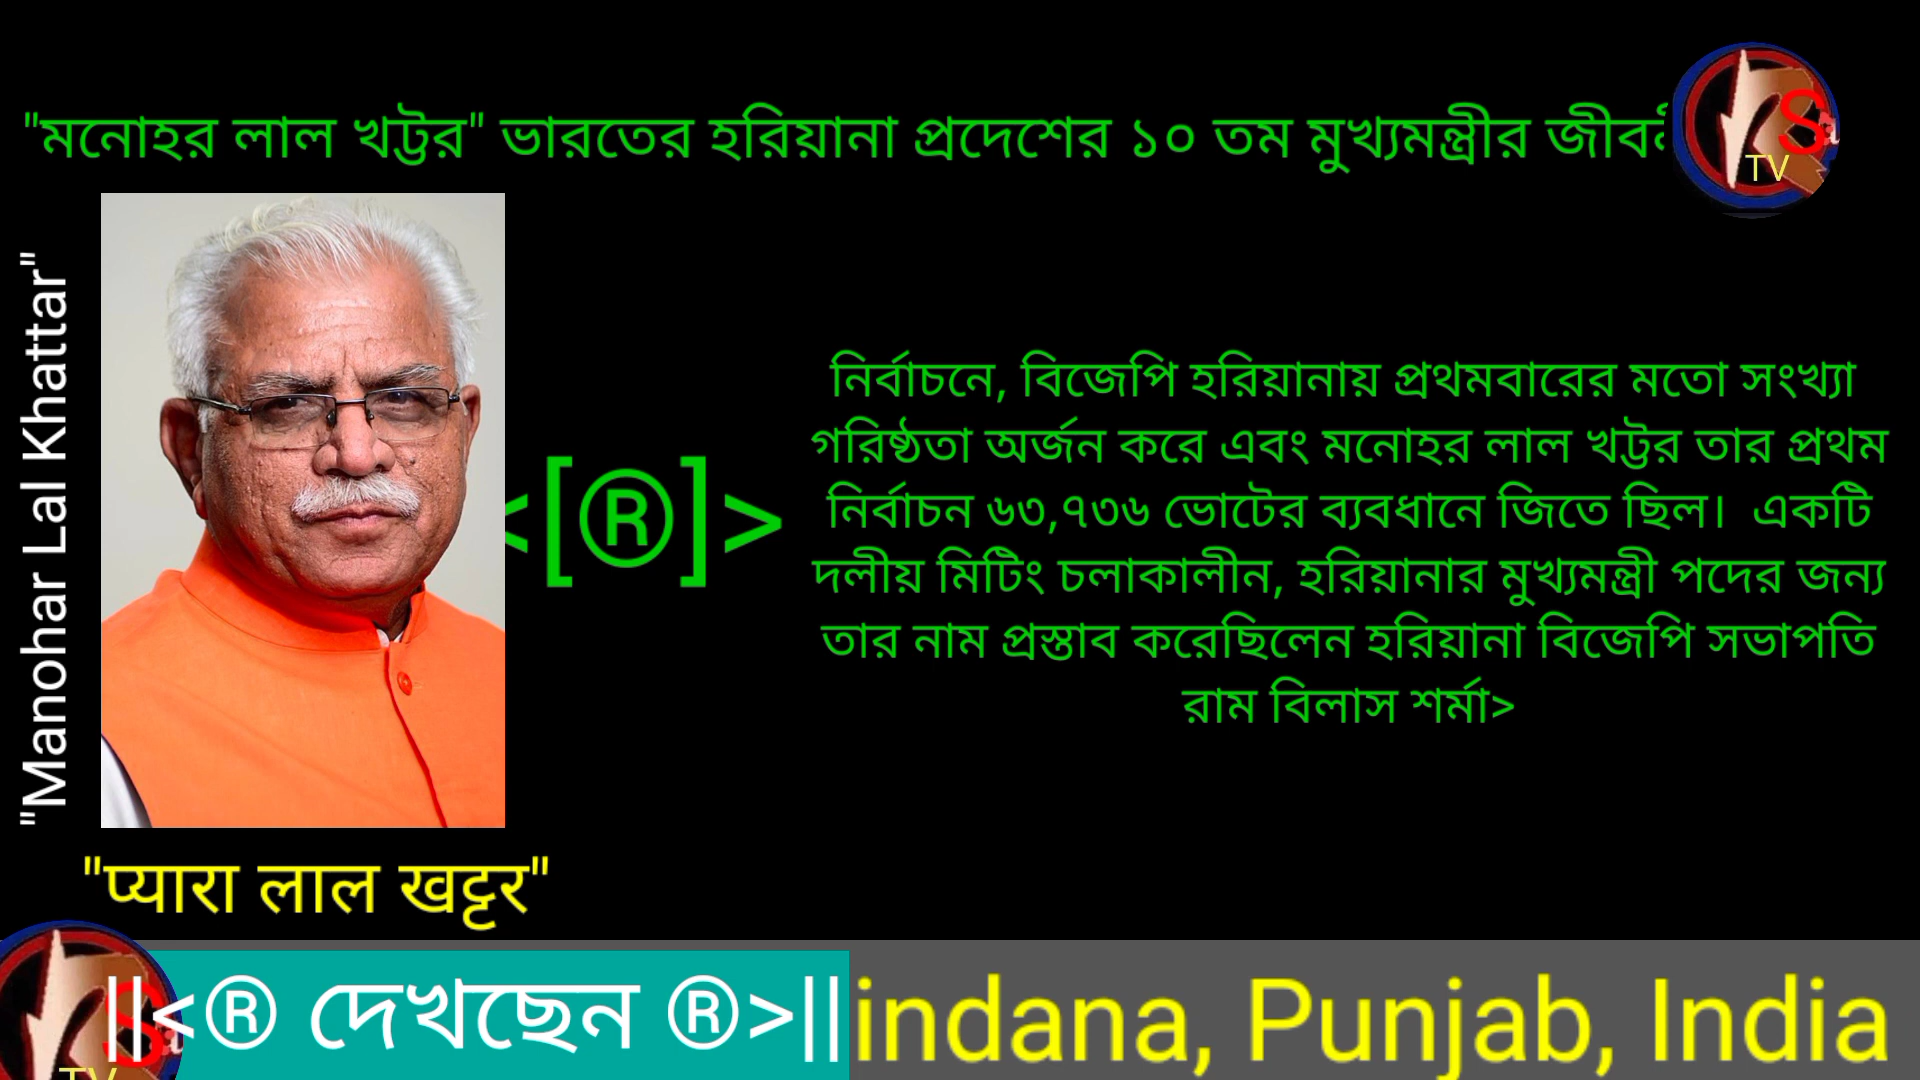 "মনোহর লাল খট্টর" ভারতের হরিয়ানা প্রদেশের ১০ তম মুখ্যমন্ত্রীর
TV
"Manohar Lal Khattar"
<[®]>
নির্বাচনে, বিজেপি হরিয়ানায় প্রথমবারের মতো সংখ্যা
গরিষ্ঠতা অর্জন করে এবং মনোহর লাল খট্টর তার প্রথম
নির্বাচন ৬৩,৭৩৬ ভোটের ব্যবধানে জিতে ছিল। একটি
দলীয় মিটিং চলাকালীন, হরিয়ানার মুখ্যমন্ত্রী পদের জন্য
তার নাম প্রস্তাব করেছিলেন হরিয়ানা বিজেপি সভাপতি
রাম বিলাস শর্মা>
"প্যারা লাল খট্টর"
||<® দেখছেন ®>||
indana, Punjab, India
TV